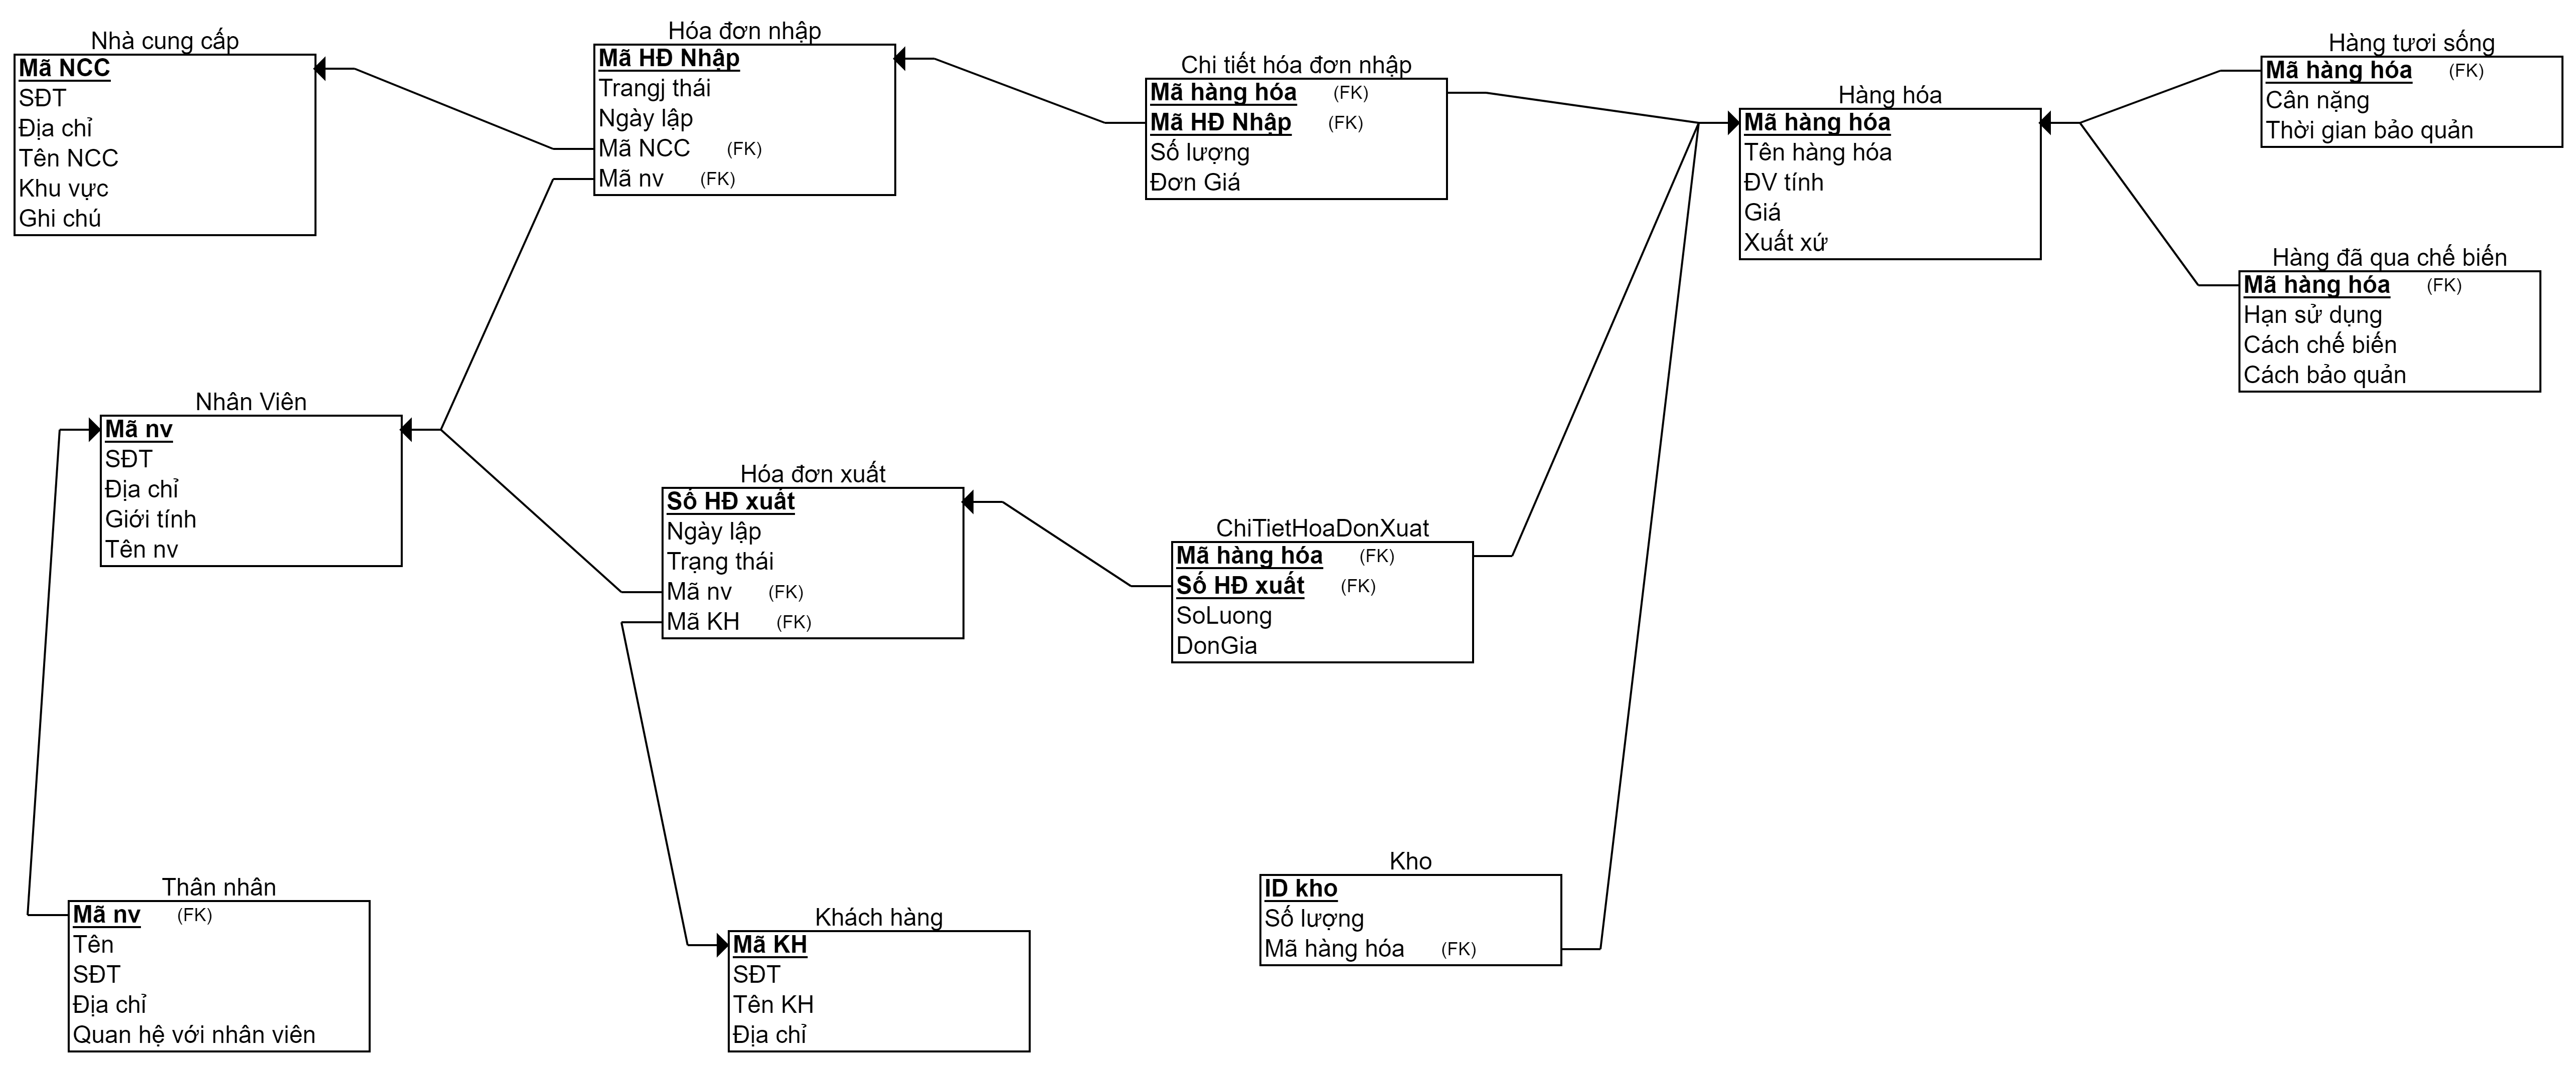 Nhà cung cấp
Mã NCC
SĐT
Địa chỉ
Tên NCC
Khu vực
Ghi chú
Hóa đơn nhập
Mã HĐ Nhập
Trangj thái
Ngày lập
Mã NCC (FK)
Mã nv (FK)
Chi tiết hóa đơn nhập
Mã hàng hóa (FK)
Mã HĐ Nhập (FK)
Số lượng
Đơn Giá
Hàng hóa
Mã hàng hóa
Tên hàng hóa
ĐV tính
Giá
Xuất xứ
Hàng tươi sống
Mã hàng hóa (FK)
Cân nặng
Thời gian bảo quản
Hàng đã qua chế biến
Mã hàng hóa (FK)
Hạn sử dụng
Cách chế biến
Cách bảo quản
Nhân Viên
Mã nv
SĐT
Địa chỉ
Giới tính
Tên nv
Hóa đơn xuất
Số HĐ xuất
Ngày lập
Trạng thái
Mã nv (FK)
Mã KH (FK)
ChiTietHoaDonXuat
Mã hàng hóa (FK)
Số HĐ xuất (FK)
SoLuong
DonGia
Thân nhân
Mã nv (FK)
Tên
SĐT
Địa chỉ
Quan hệ với nhân viên
Khách hàng
Mã KH
SĐT
Tên KH
Địa chỉ
Kho
ID kho
Số lượng
Mã hàng hóa (FK)